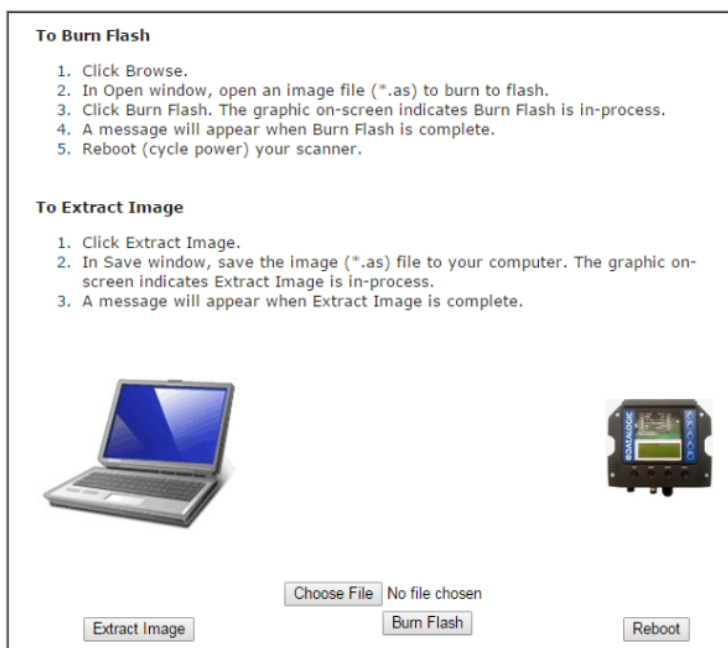 To Burn Flash
1. Click Browse.
2. In Open window, open an image file (*.as) to burn to flash.
3. Click Burn Flash. The graphic on-screen indicates Burn Flash is in-process.
4. A message will appear when Burn Flash is complete.
5. Reboot (cycle power) your scanner.
To Extract Image
1. Click Extract Image.
2. In Save window, save the image (*.as) file to your computer. The graphic on-
screen indicates Extract Image is in-process.
3. A message will appear when Extract Image is complete.
DATALOGIC
Choose File No file chosen
Burn Flash
Extract Image
Reboot